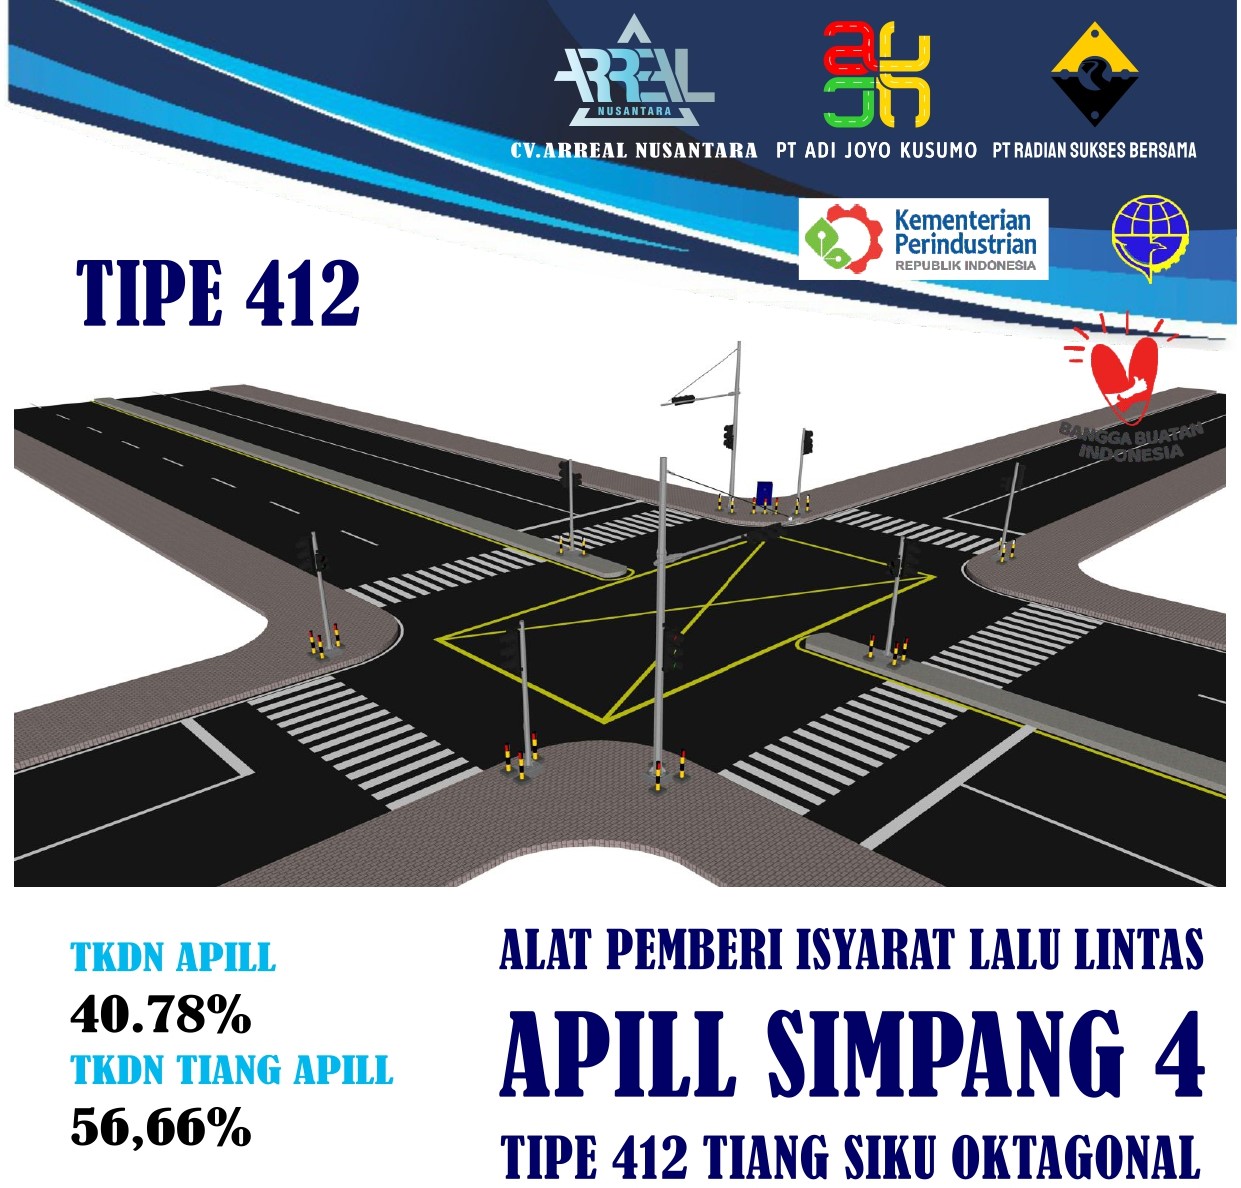 ARREAL
NUSANTARA
CV.ARREAL NUSANTARA
PT ADI JOYO KUSUMO
PT RADIAN SUKSES BERSAMA
Kementerian
Perindustrian
REPUBLIK INDONESIA
TIPE 412
BANGGA BUATAN
INDONESIA
TKDN APILL
40.78%
TKDN TIANG APILL
56,66%
ALAT PEMBERI ISYARAT LALU LINTAS
APILL SIMPANG 4
TIPE 412 TIANG SIKU OKTAGONAL